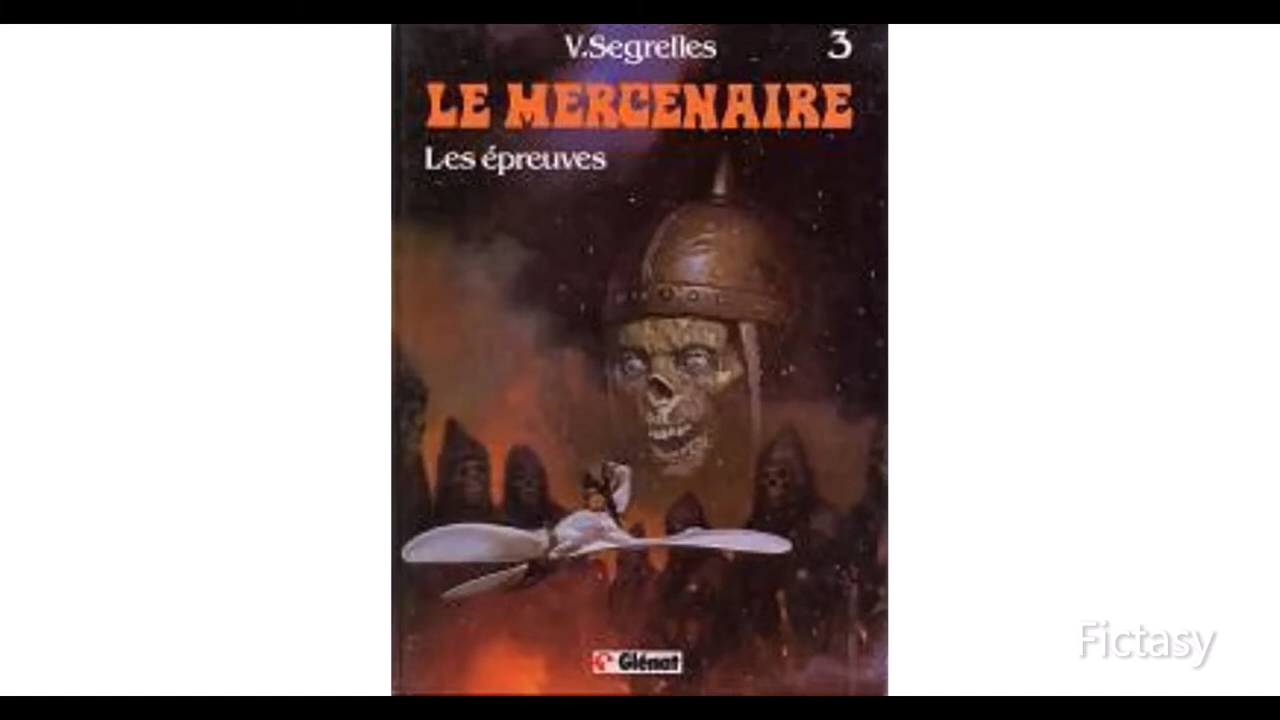 V.Segrelles
3
LE MERCENAIRE
Les épreuves
Glénat
Fictasy